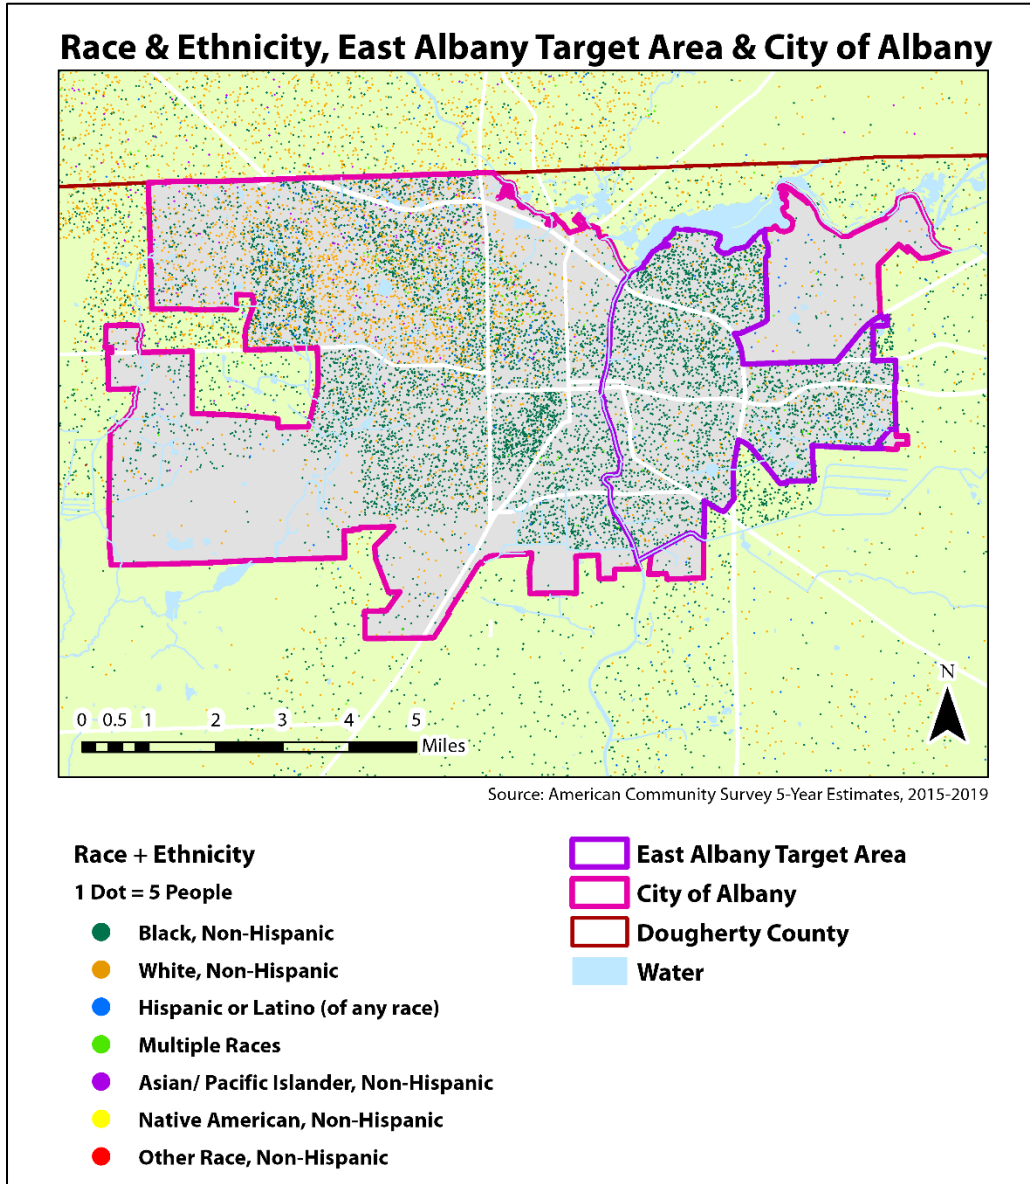 Race & Ethnicity, East Albany Target Area & City of Albany
N
0 0.5 1 2 3 4 5
Miles
Source: American Community Survey 5-Year Estimates, 2015-2019
Race + Ethnicity
1 Dot = 5 People
Black, Non-Hispanic
White, Non-Hispanic
Hispanic or Latino (of any race)
Multiple Races
Asian/ Pacific Islander, Non-Hispanic
Native American, Non-Hispanic
Other Race, Non-Hispanic
East Albany Target Area
City of Albany
Dougherty County
Water